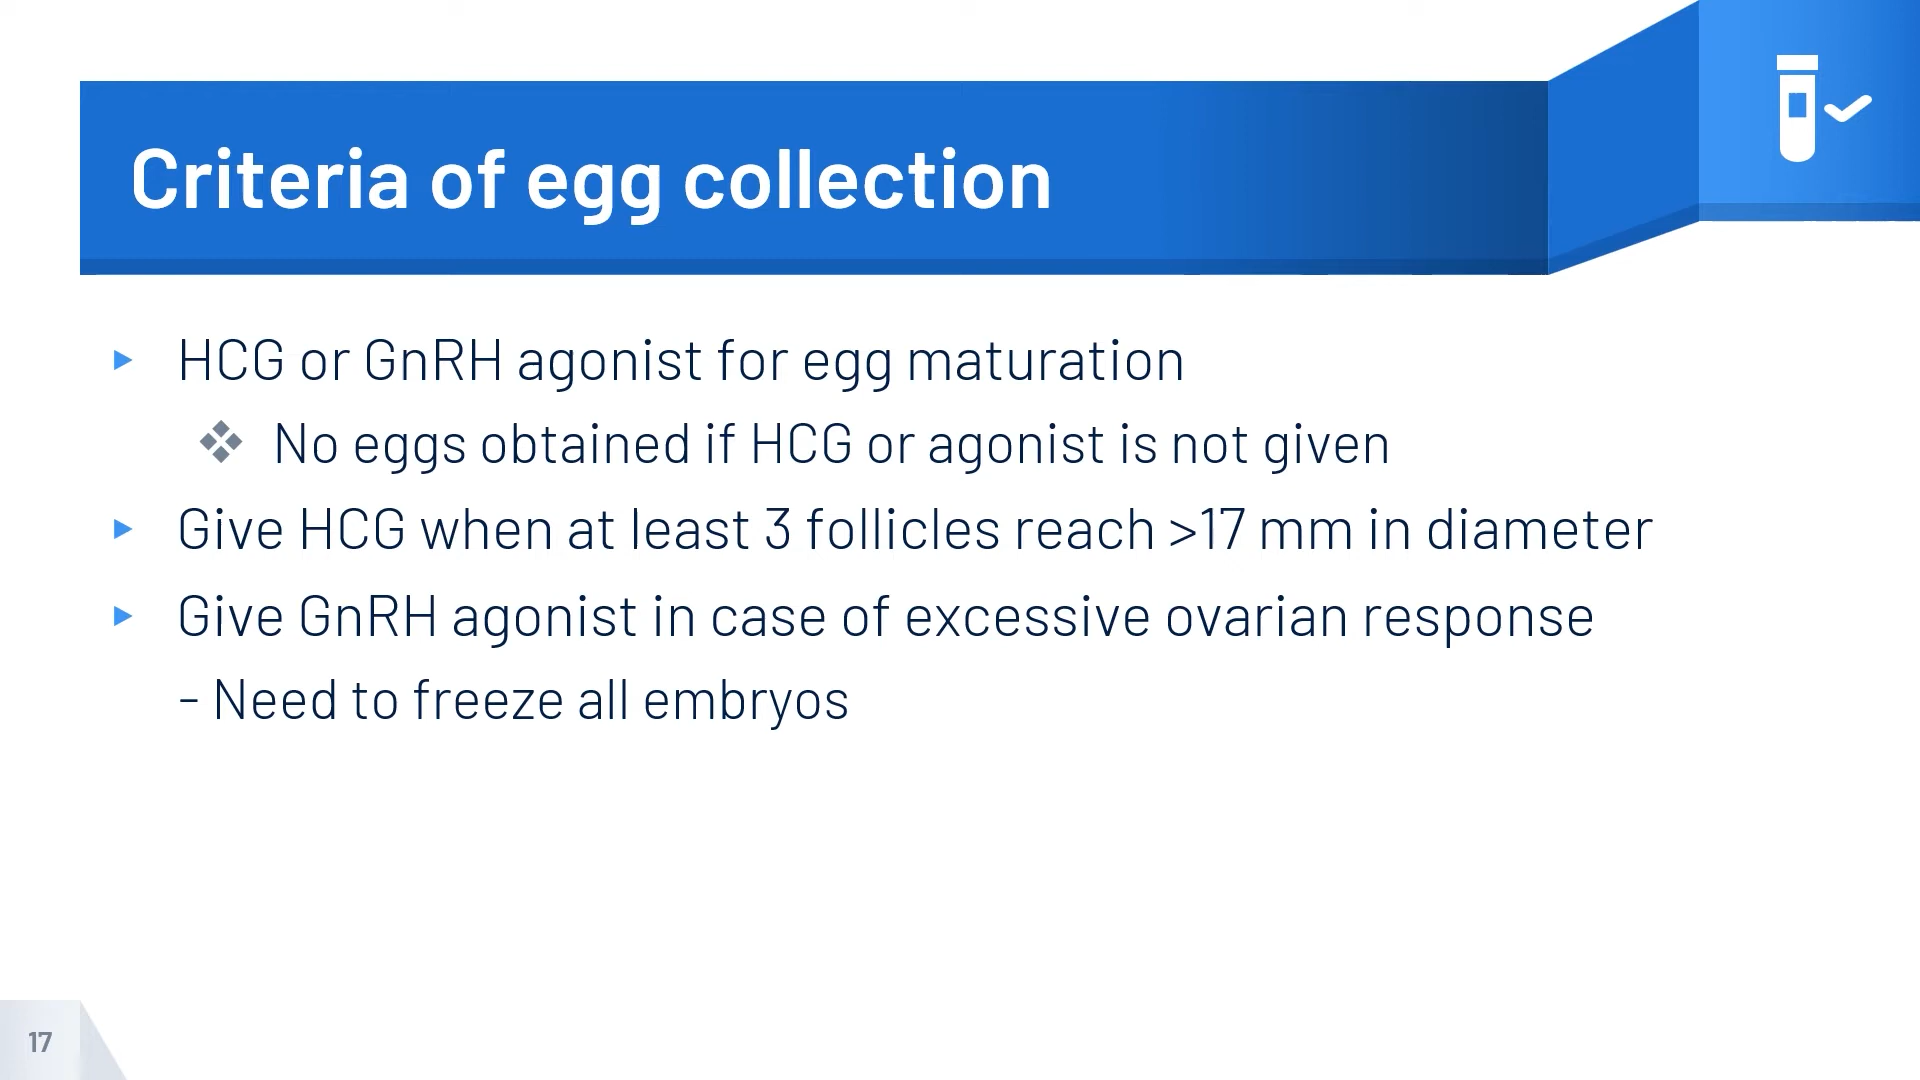 Criteria of egg collection
HCG or GnRH agonist for egg maturation
No eggs obtained if HCG or agonist is not given
Give HCG when at least 3 follicles reach >17 mm in diameter
Give GnRH agonist in case of excessive ovarian response
- Need to freeze all embryos
17